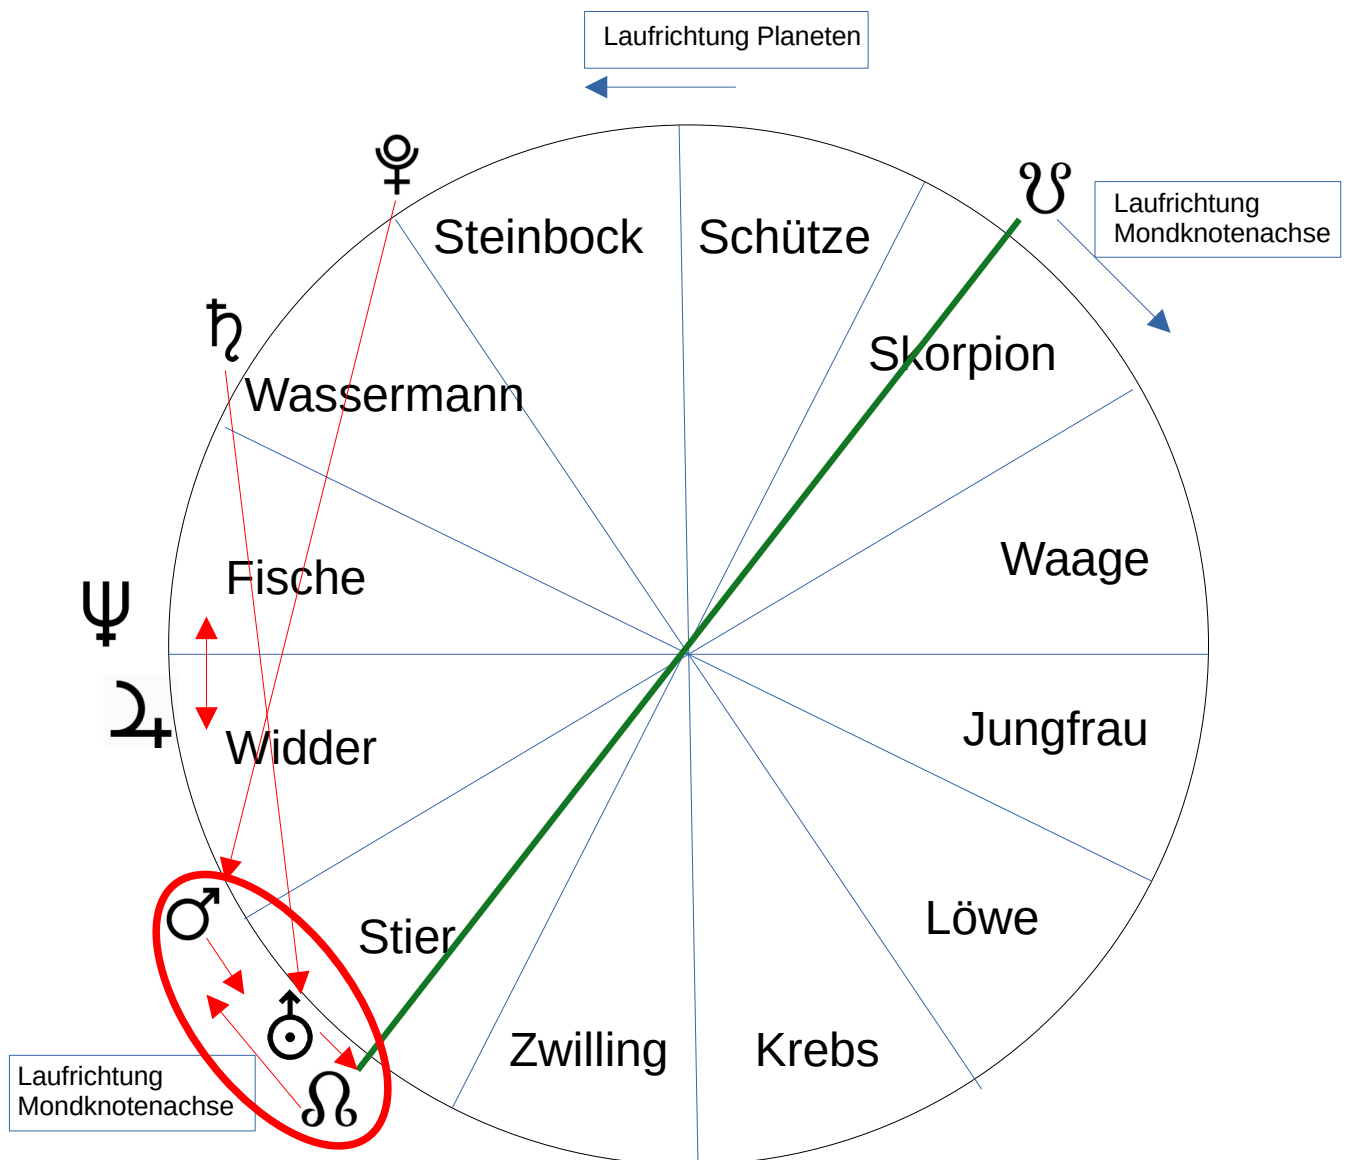 Laufrichtung Planeten
Laufrichtung
Mondknotenachse
Steinbock
Schütze
Skorpion
Wassermann
Waage
Fische
Jungfrau
Widder
Löwe
Stier
Zwilling
Krebs
Laufrichtung
Mondknotenachse